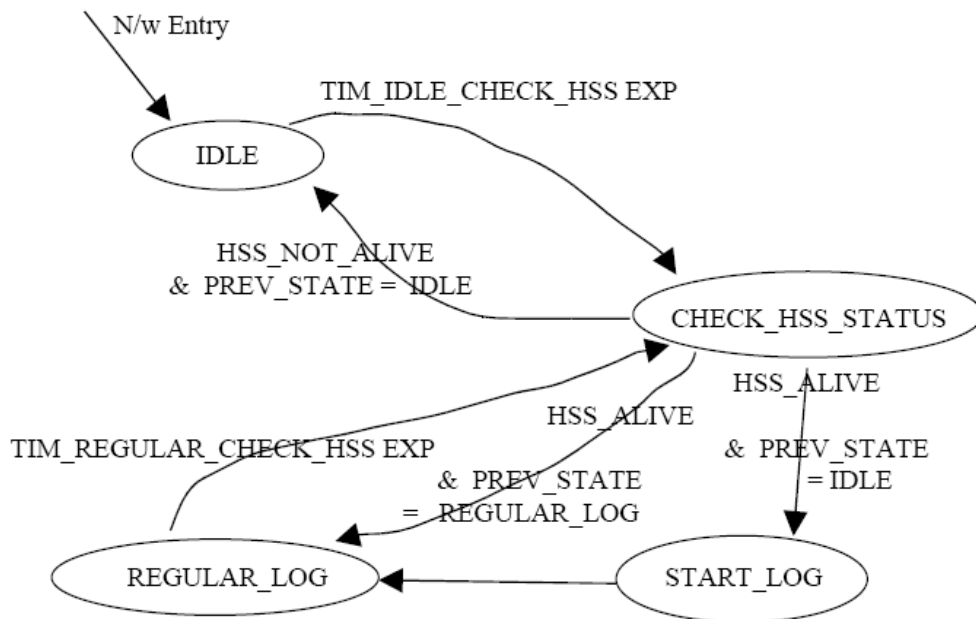 N/w Entry
TIM_IDLE_CHECK_HSS EXP
IDLE
HSS_NOT_ALIVE
& PREV_STATE = IDLE
CHECK_HSS_STATUS
HSS_ALIVE
HSS_ALIVE
TIM_REGULAR_CHECK_HSS EXP
& PREV_STATE
= IDLE
& PREV_STATE
= REGULAR_LOG
REGULAR_LOG
START_LOG